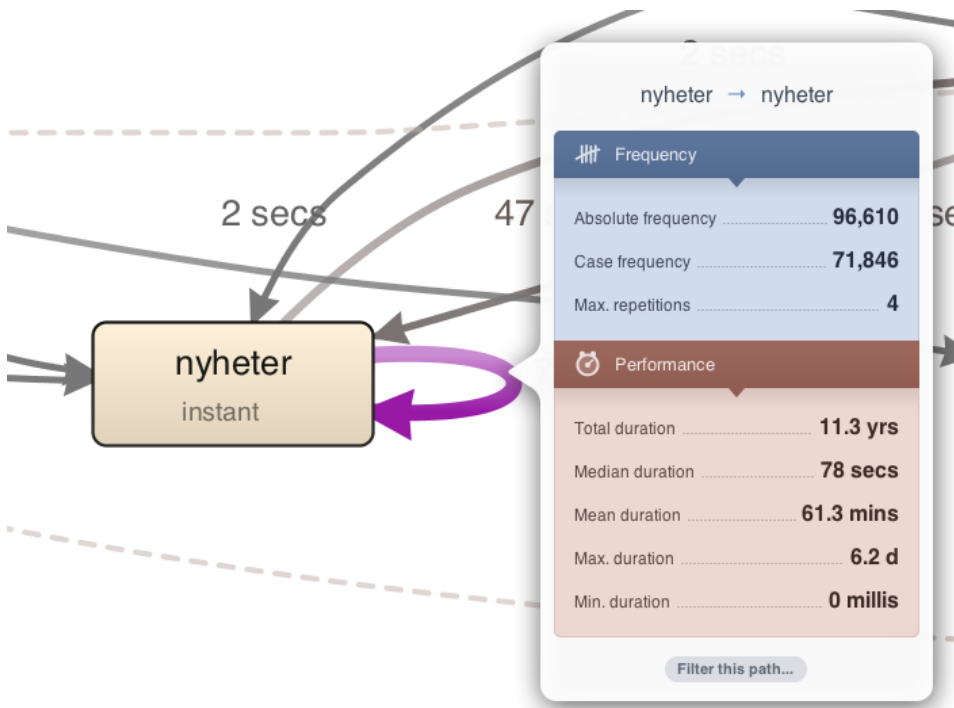 2 secs
nyheter → nyheter
Frequency
2 secs
47
Absolute frequency 96,610
Case frequency 71,846
Max. repetitions 4
nyheter
instant
Performance
Total duration 11.3 yrs
Median duration 78 secs
Mean duration 61.3 mins
Max. duration 6.2 d
Min. duration 0 millis
Filter this path...